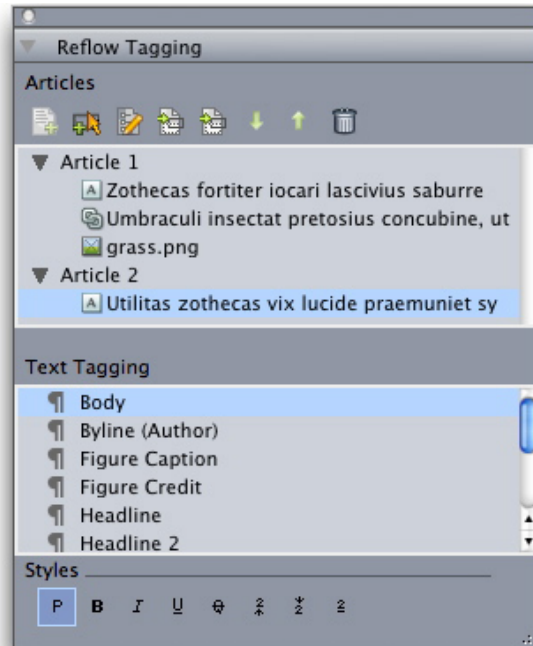 Reflow Tagging
Articles
Article 1
Zothecas fortiter iocari lascivius saburre
Umbraculi insectat pretosius concubine, ut
grass.png
Article 2
Utilitas zothecas vix lucide praemuniet sy
Text Tagging
¶ Body
¶ Byline (Author)
¶ Figure Caption
¶ Figure Credit
¶ Headline
¶ Headline 2
Styles
P B I U